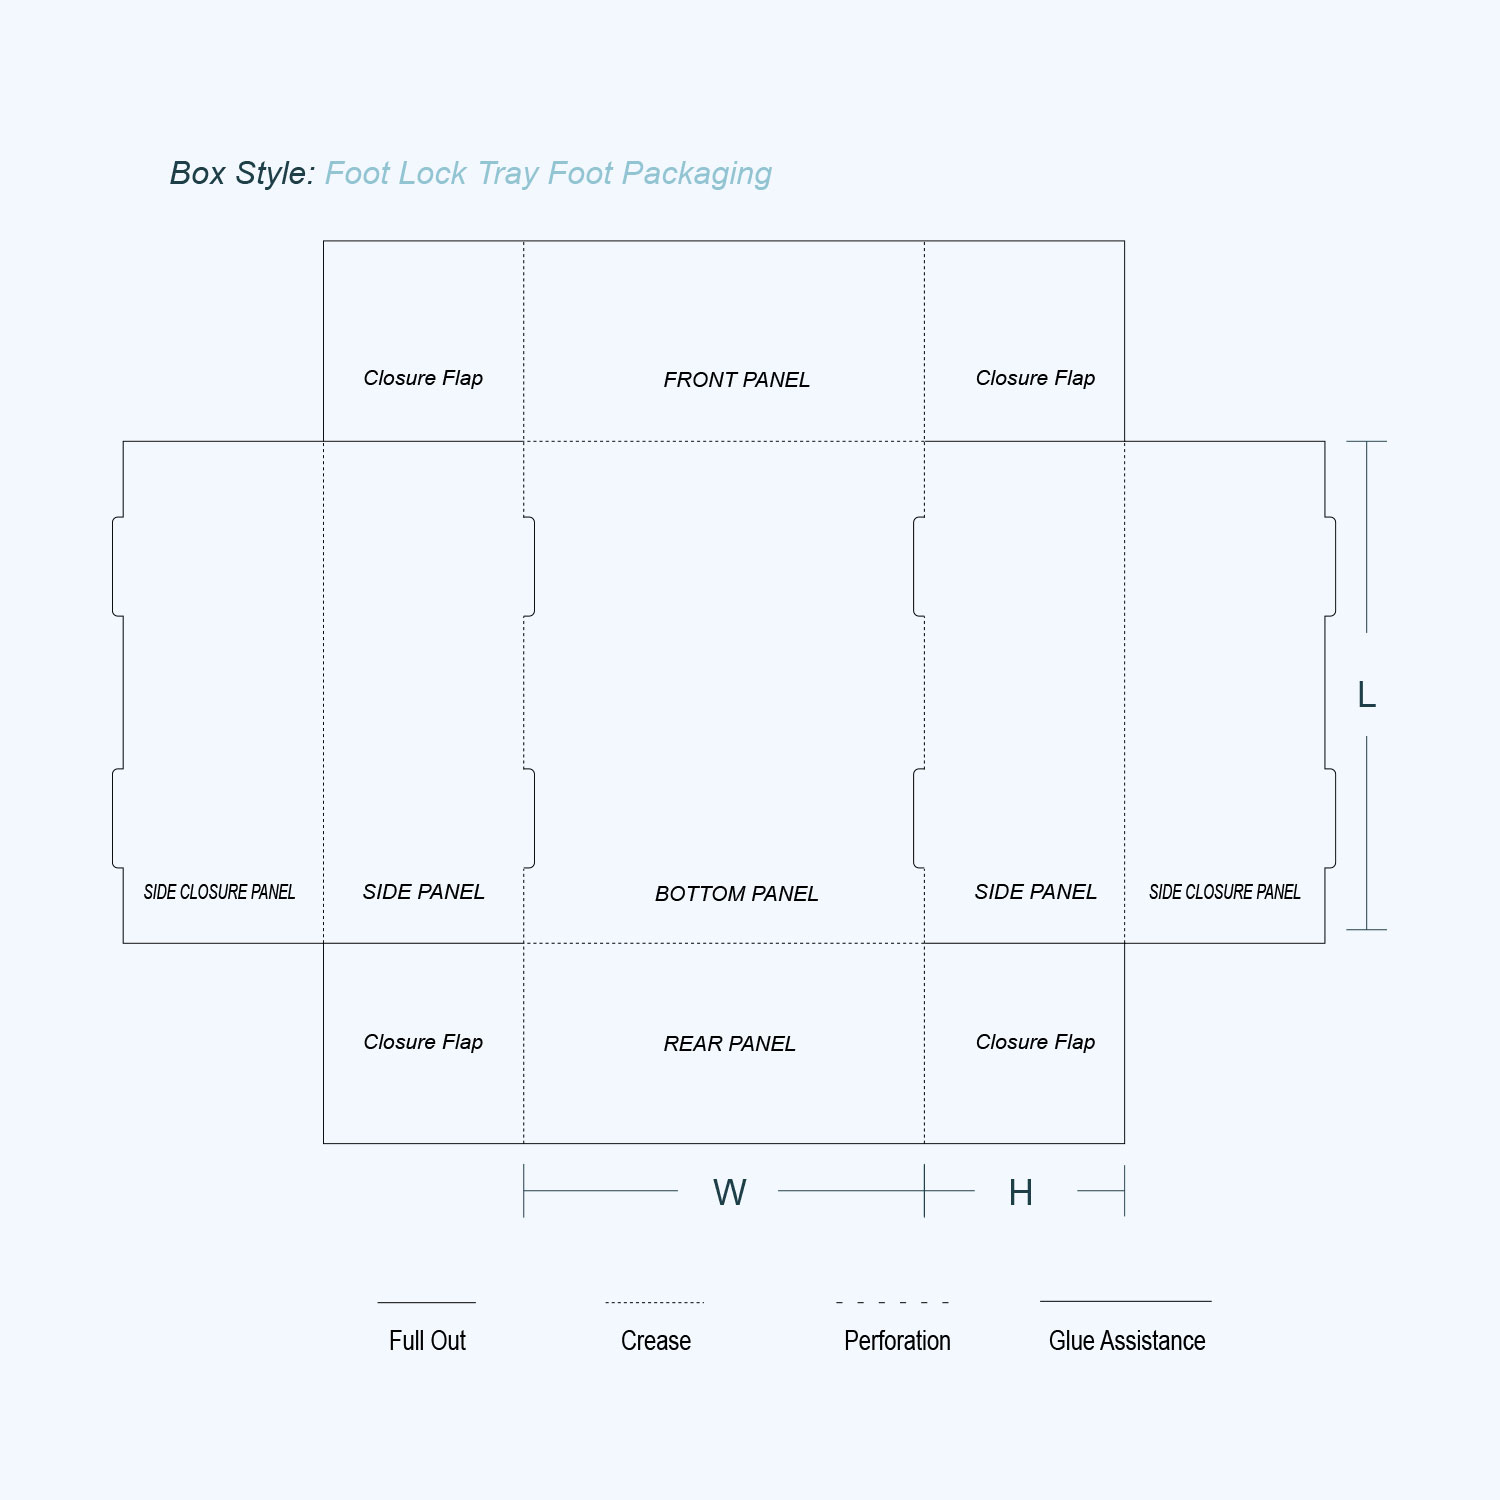 Box Style: Foot Lock Tray Foot Packaging
Closure Flap FRONT PANEL Closure Flap
L
SIDE CLOSURE PANEL SIDE PANEL BOTTOM PANEL SIDE PANEL SIDE CLOSURE PANEL
Closure Flap REAR PANEL Closure Flap
W H
Full Out Crease Perforation Glue Assistance